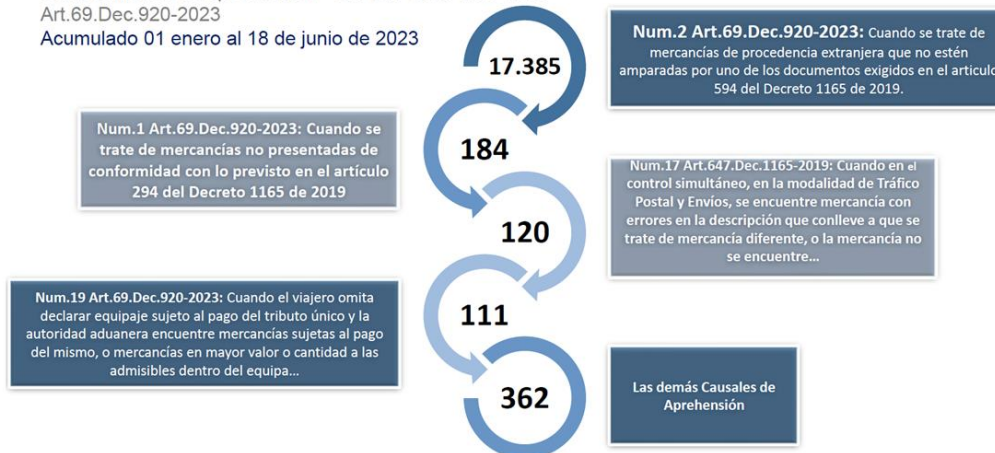 Art.69.Dec.920-2023
Acumulado 01 enero al 18 de junio de 2023
17.385
Num.2 Art.69.Dec.920-2023: Cuando se trate de
mercancías de procedencia extranjera que no estén
amparadas por uno de los documentos exigidos en el articulo
594 del Decreto 1165 de 2019.
Num.1 Art.69.Dec.920-2023: Cuando se
trate de mercancías no presentadas de
conformidad con lo previsto en el artículo
294 del Decreto 1165 de 2019
184
Num.17 Art.647.Dec.1165-2019: Cuando en el
control simultáneo, en la modalidad de Tráfico
Postal y Envíos, se encuentre mercancía con
errores en la descripción que conlleve a que se
trate de mercancía diferente, o la mercancía no
se encuentre...
120
Num.19 Art.69.Dec.920-2023: Cuando el viajero omita
declarar equipaje sujeto al pago del tributo único y la
autoridad aduanera encuentre mercancías sujetas al pago
del mismo, o mercancías en mayor valor o cantidad a las
admisibles dentro del equipa...
111
362
Las demás Causales de
Aprehensión